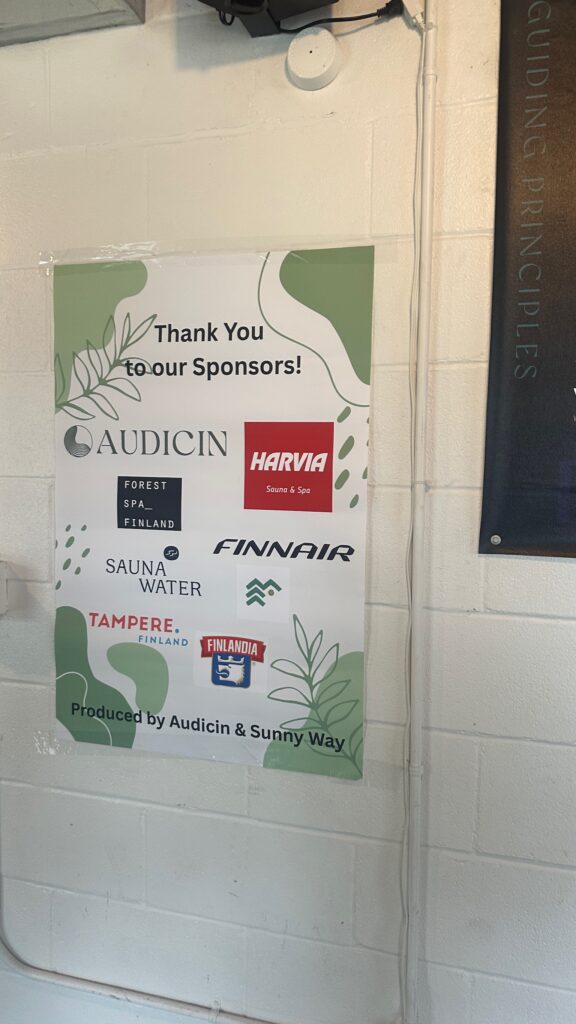 Thank You
to our Sponsors!
AUDICIN
HARVIA
Sauna & Spa
FOREST
SPA_
FINLAND
FINNAIR
SAUNA
WATER
TAMPERE.
FINLAND
FINLANDIA
Produced by Audicin & Sunny Way
GUIDING PRINCIPLES